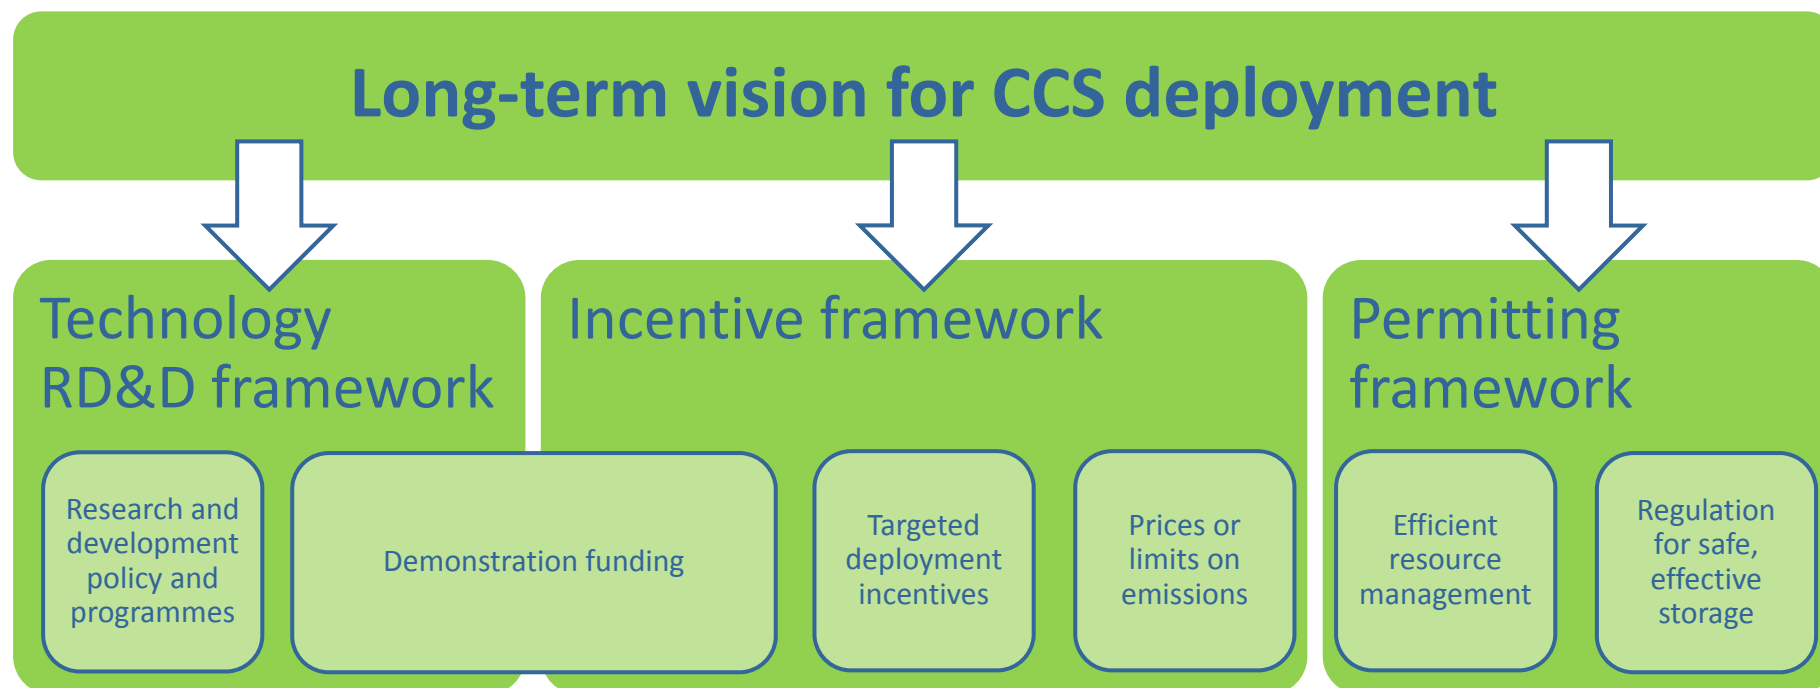 Long-term vision for CCS deployment
Technology
RD&D framework
Incentive framework
Permitting
framework
Research and
development
policy and
programmes
Demonstration funding
Targeted
deployment
incentives
Prices or
limits on
emissions
Efficient
resource
management
Regulation
for safe,
effective
storage